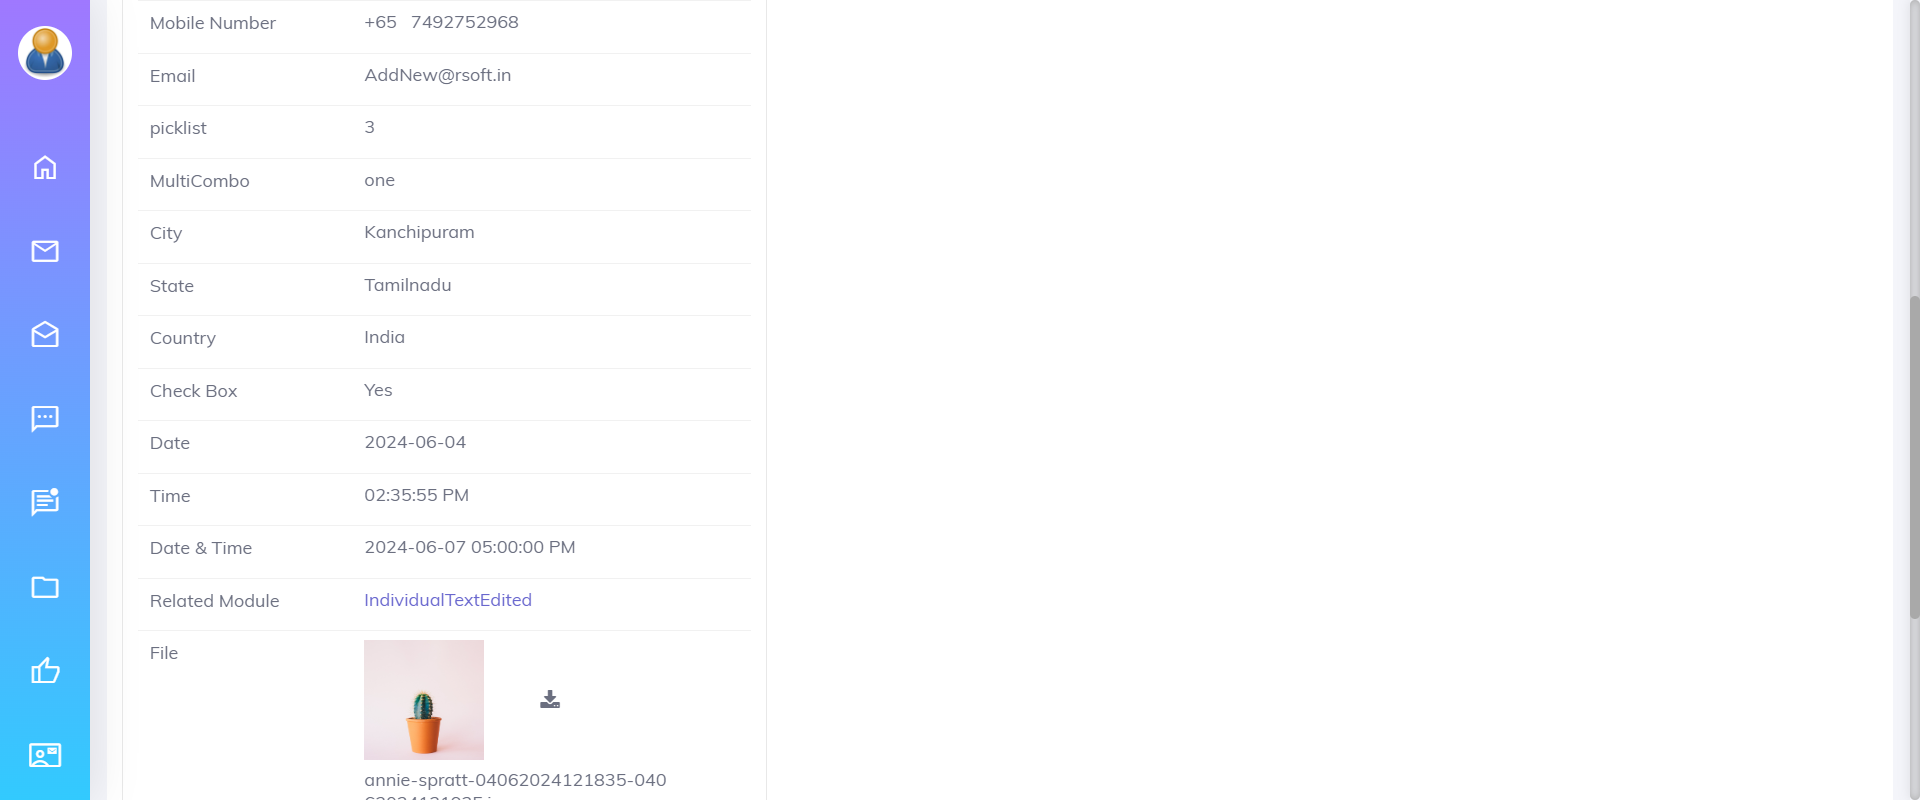 Mobile Number +65 7492752968
Email AddNew@rsoft.in
picklist 3
MultiCombo one
City Kanchipuram
State Tamilnadu
Country India
Check Box Yes
Date 2024-06-04
Time 02:35:55 PM
Date & Time 2024-06-07 05:00:00 PM
Related Module IndividualTextEdited
File
annie-spratt-04062024121835-040